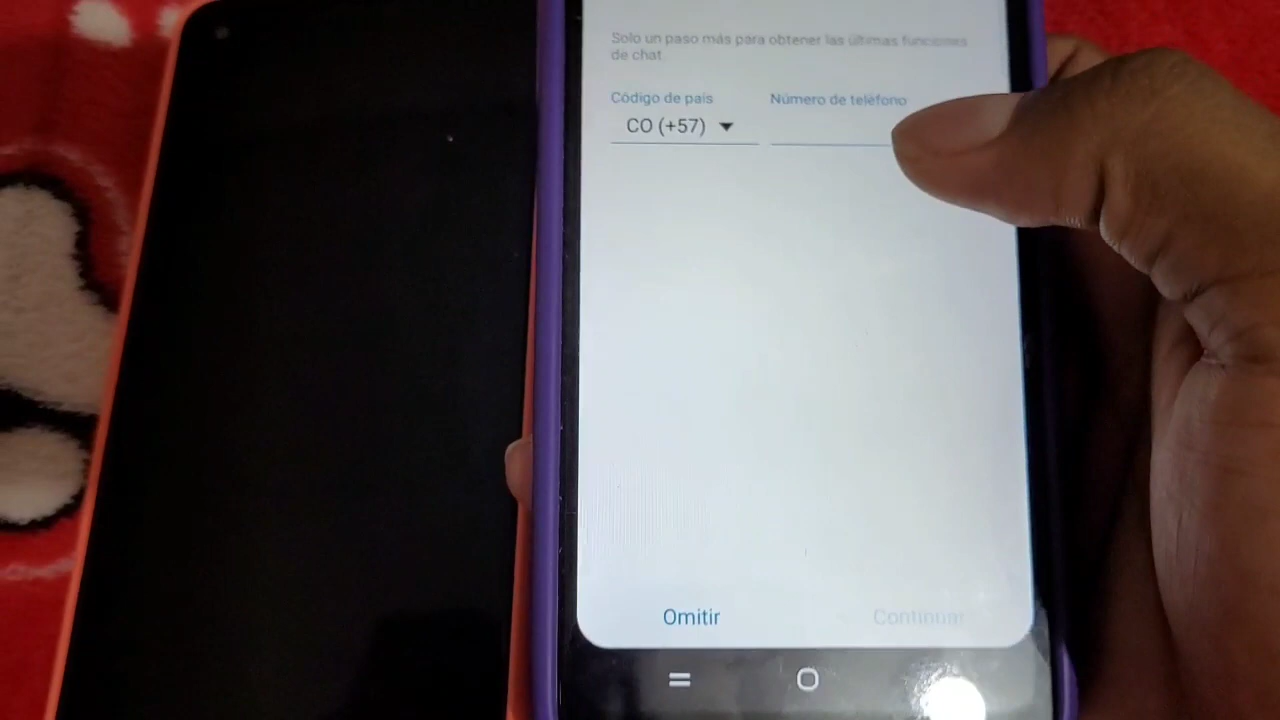 Solo un paso más para obtener las últimas funciones
de chat
Código de país
Número de teléfono
CO (+57)
Omitir
Continuar